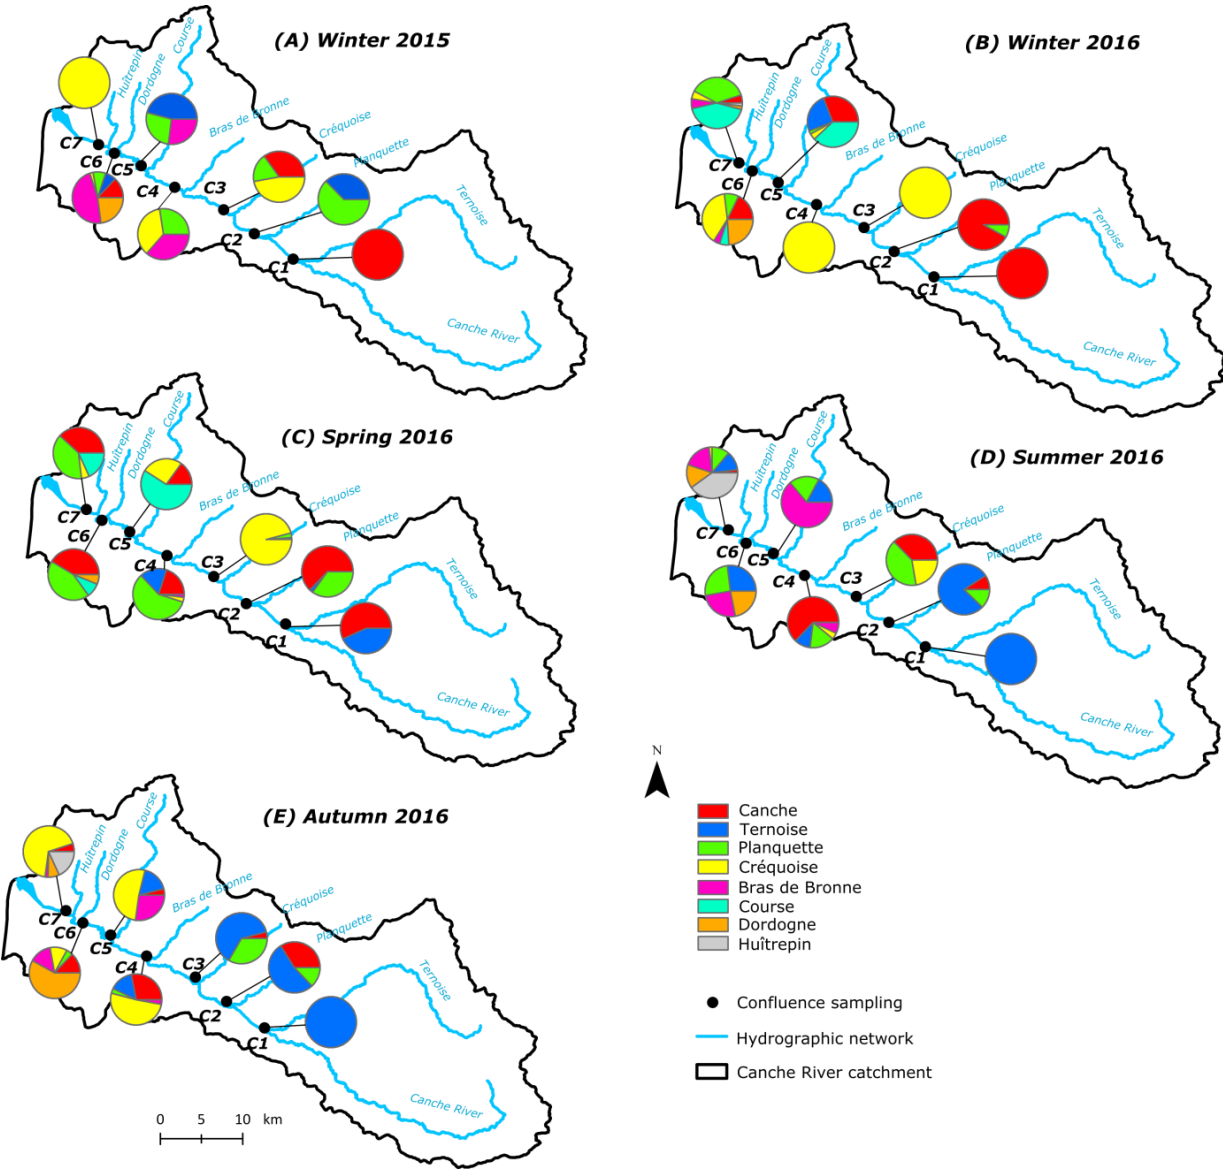 (A) Winter 2015
Huîtrepin
Dordogne
Course
Bras de Bronne
Créquoise
Planquette
Ternoise
Canche River
C7
C6
C5
C4
C3
C2
C1
(B) Winter 2016
Huîtrepin
Dordogne
Course
Bras de Bronne
Créquoise
Planquette
Ternoise
Canche River
C7
C6
C5
C4
C3
C2
C1
(C) Spring 2016
Huîtrepin
Dordogne
Course
Bras de Bronne
Créquoise
Planquette
Ternoise
Canche River
C7
C6
C5
C4
C3
C2
C1
(D) Summer 2016
Huîtrepin
Dordogne
Course
Bras de Bronne
Créquoise
Planquette
Ternoise
Canche River
C7
C6
C5
C4
C3
C2
C1
(E) Autumn 2016
Huîtrepin
Dordogne
Course
Bras de Bronne
Créquoise
Planquette
Ternoise
Canche River
C7
C6
C5
C4
C3
C2
C1
0 5 10 km
N
Canche
Ternoise
Planquette
Créquoise
Bras de Bronne
Course
Dordogne
Huîtrepin
Confluence sampling
Hydrographic network
Canche River catchment